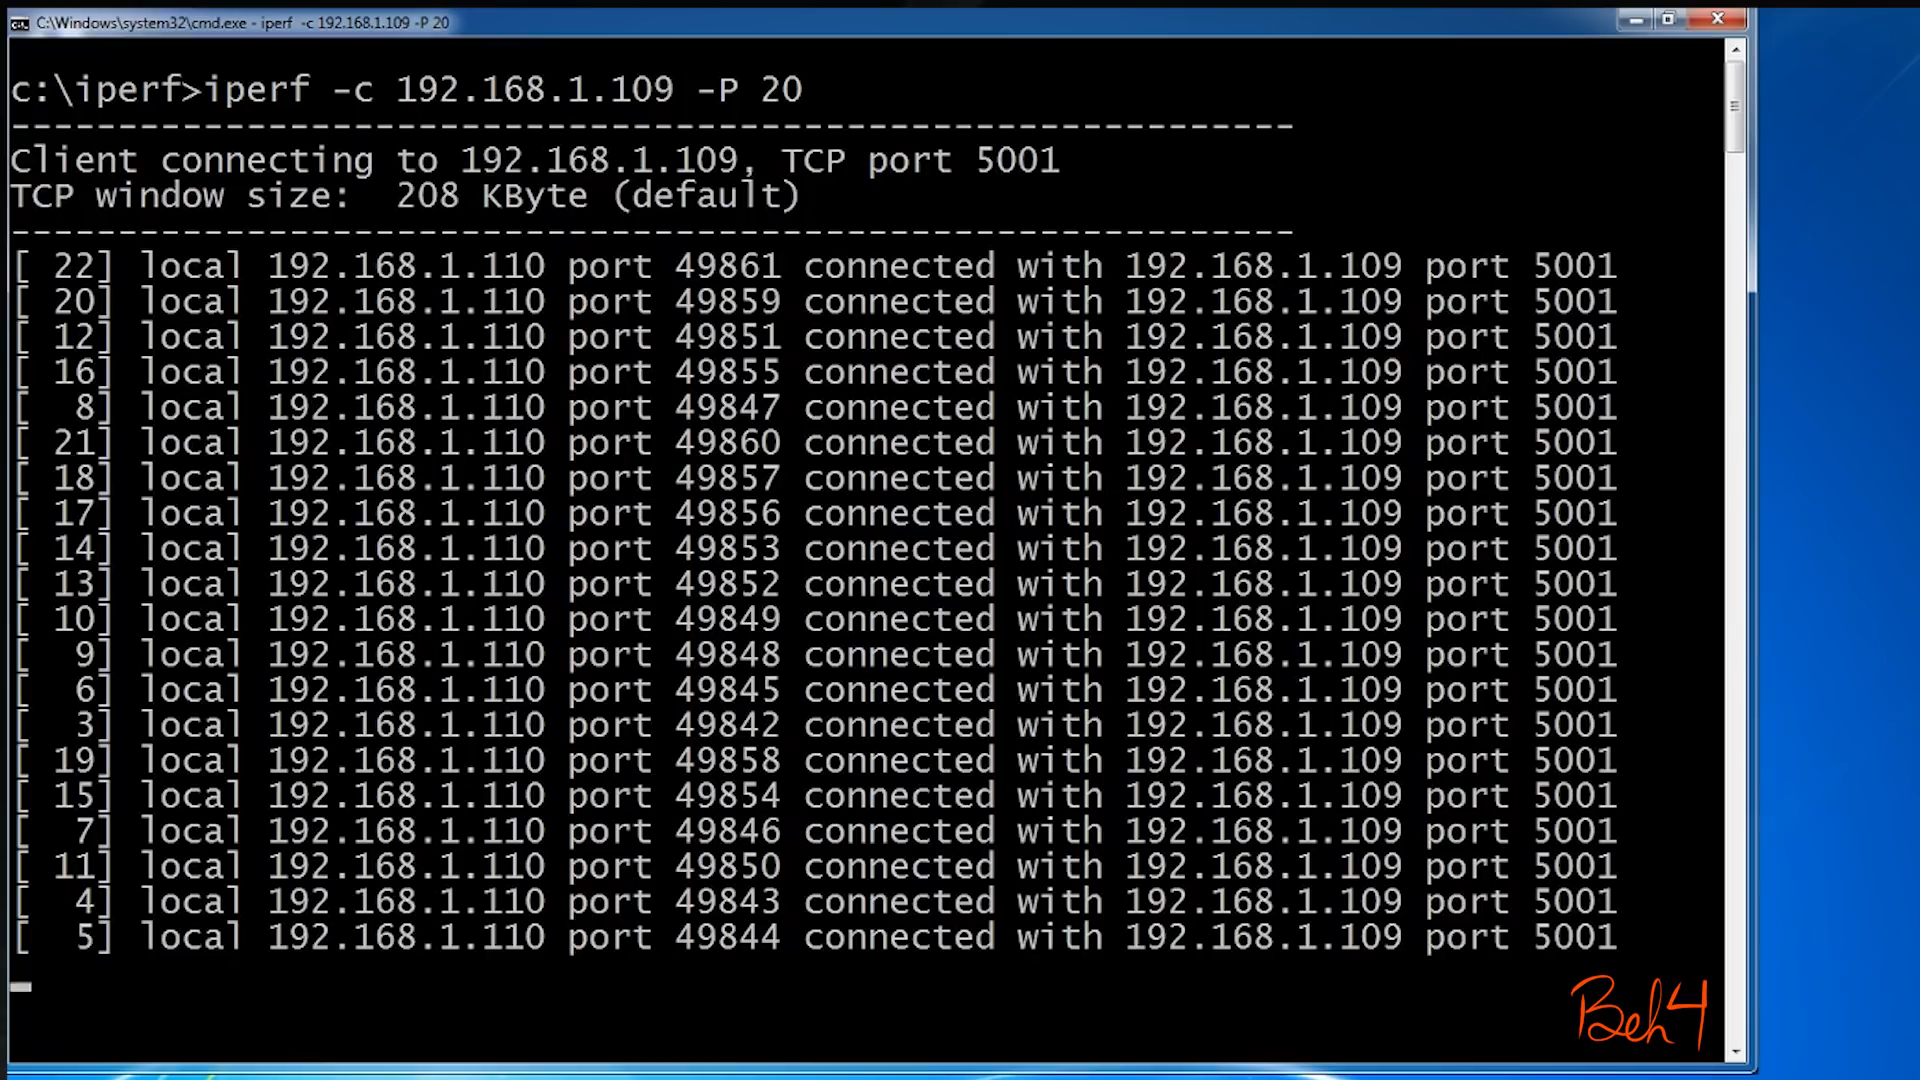 C:\Windows\system32\cmd.exe - iperf -c 192.168.1.109 -P 20
c:\iperf>iperf -c 192.168.1.109 -P 20
------------------------------------------------------------
Client connecting to 192.168.1.109, TCP port 5001
TCP window size:  208 KByte (default)
------------------------------------------------------------
[ 22] local 192.168.1.110 port 49861 connected with 192.168.1.109 port 5001
[ 20] local 192.168.1.110 port 49859 connected with 192.168.1.109 port 5001
[ 12] local 192.168.1.110 port 49851 connected with 192.168.1.109 port 5001
[ 16] local 192.168.1.110 port 49855 connected with 192.168.1.109 port 5001
[  8] local 192.168.1.110 port 49847 connected with 192.168.1.109 port 5001
[ 21] local 192.168.1.110 port 49860 connected with 192.168.1.109 port 5001
[ 18] local 192.168.1.110 port 49857 connected with 192.168.1.109 port 5001
[ 17] local 192.168.1.110 port 49856 connected with 192.168.1.109 port 5001
[ 14] local 192.168.1.110 port 49853 connected with 192.168.1.109 port 5001
[ 13] local 192.168.1.110 port 49852 connected with 192.168.1.109 port 5001
[ 10] local 192.168.1.110 port 49849 connected with 192.168.1.109 port 5001
[  9] local 192.168.1.110 port 49848 connected with 192.168.1.109 port 5001
[  6] local 192.168.1.110 port 49845 connected with 192.168.1.109 port 5001
[  3] local 192.168.1.110 port 49842 connected with 192.168.1.109 port 5001
[ 19] local 192.168.1.110 port 49858 connected with 192.168.1.109 port 5001
[ 15] local 192.168.1.110 port 49854 connected with 192.168.1.109 port 5001
[  7] local 192.168.1.110 port 49846 connected with 192.168.1.109 port 5001
[ 11] local 192.168.1.110 port 49850 connected with 192.168.1.109 port 5001
[  4] local 192.168.1.110 port 49843 connected with 192.168.1.109 port 5001
[  5] local 192.168.1.110 port 49844 connected with 192.168.1.109 port 5001
Beh4